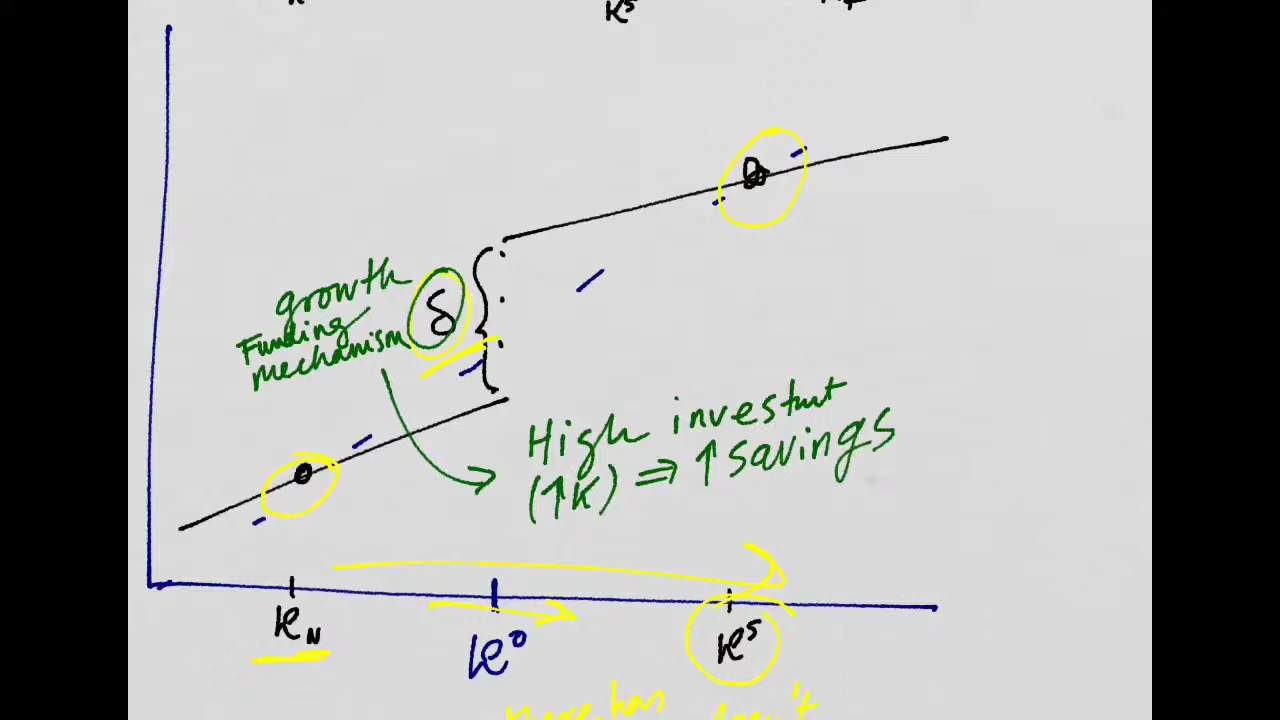 K^s
growth
Funding
mechanism
δ
High investmt
(↑K) ⇒ ↑ savings
k_N
k^0
k^s